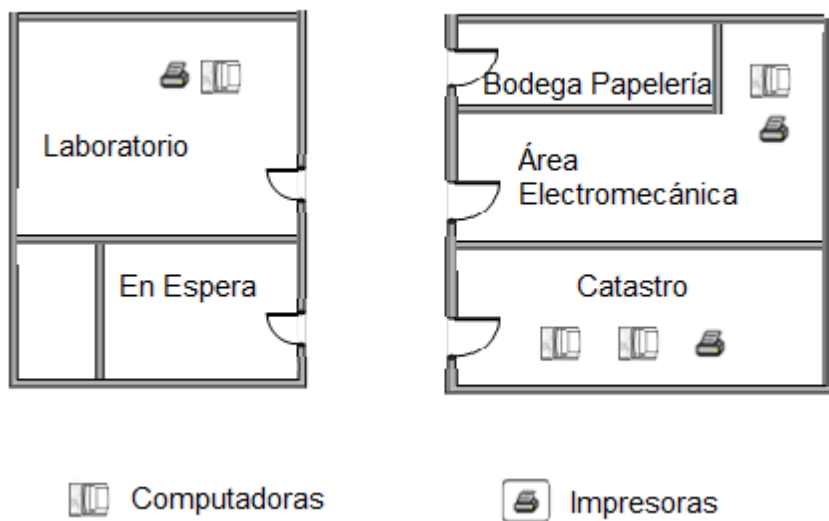 Laboratorio
En Espera
Bodega Papelería
Área
Electromecánica
Catastro
Computadoras
Impresoras